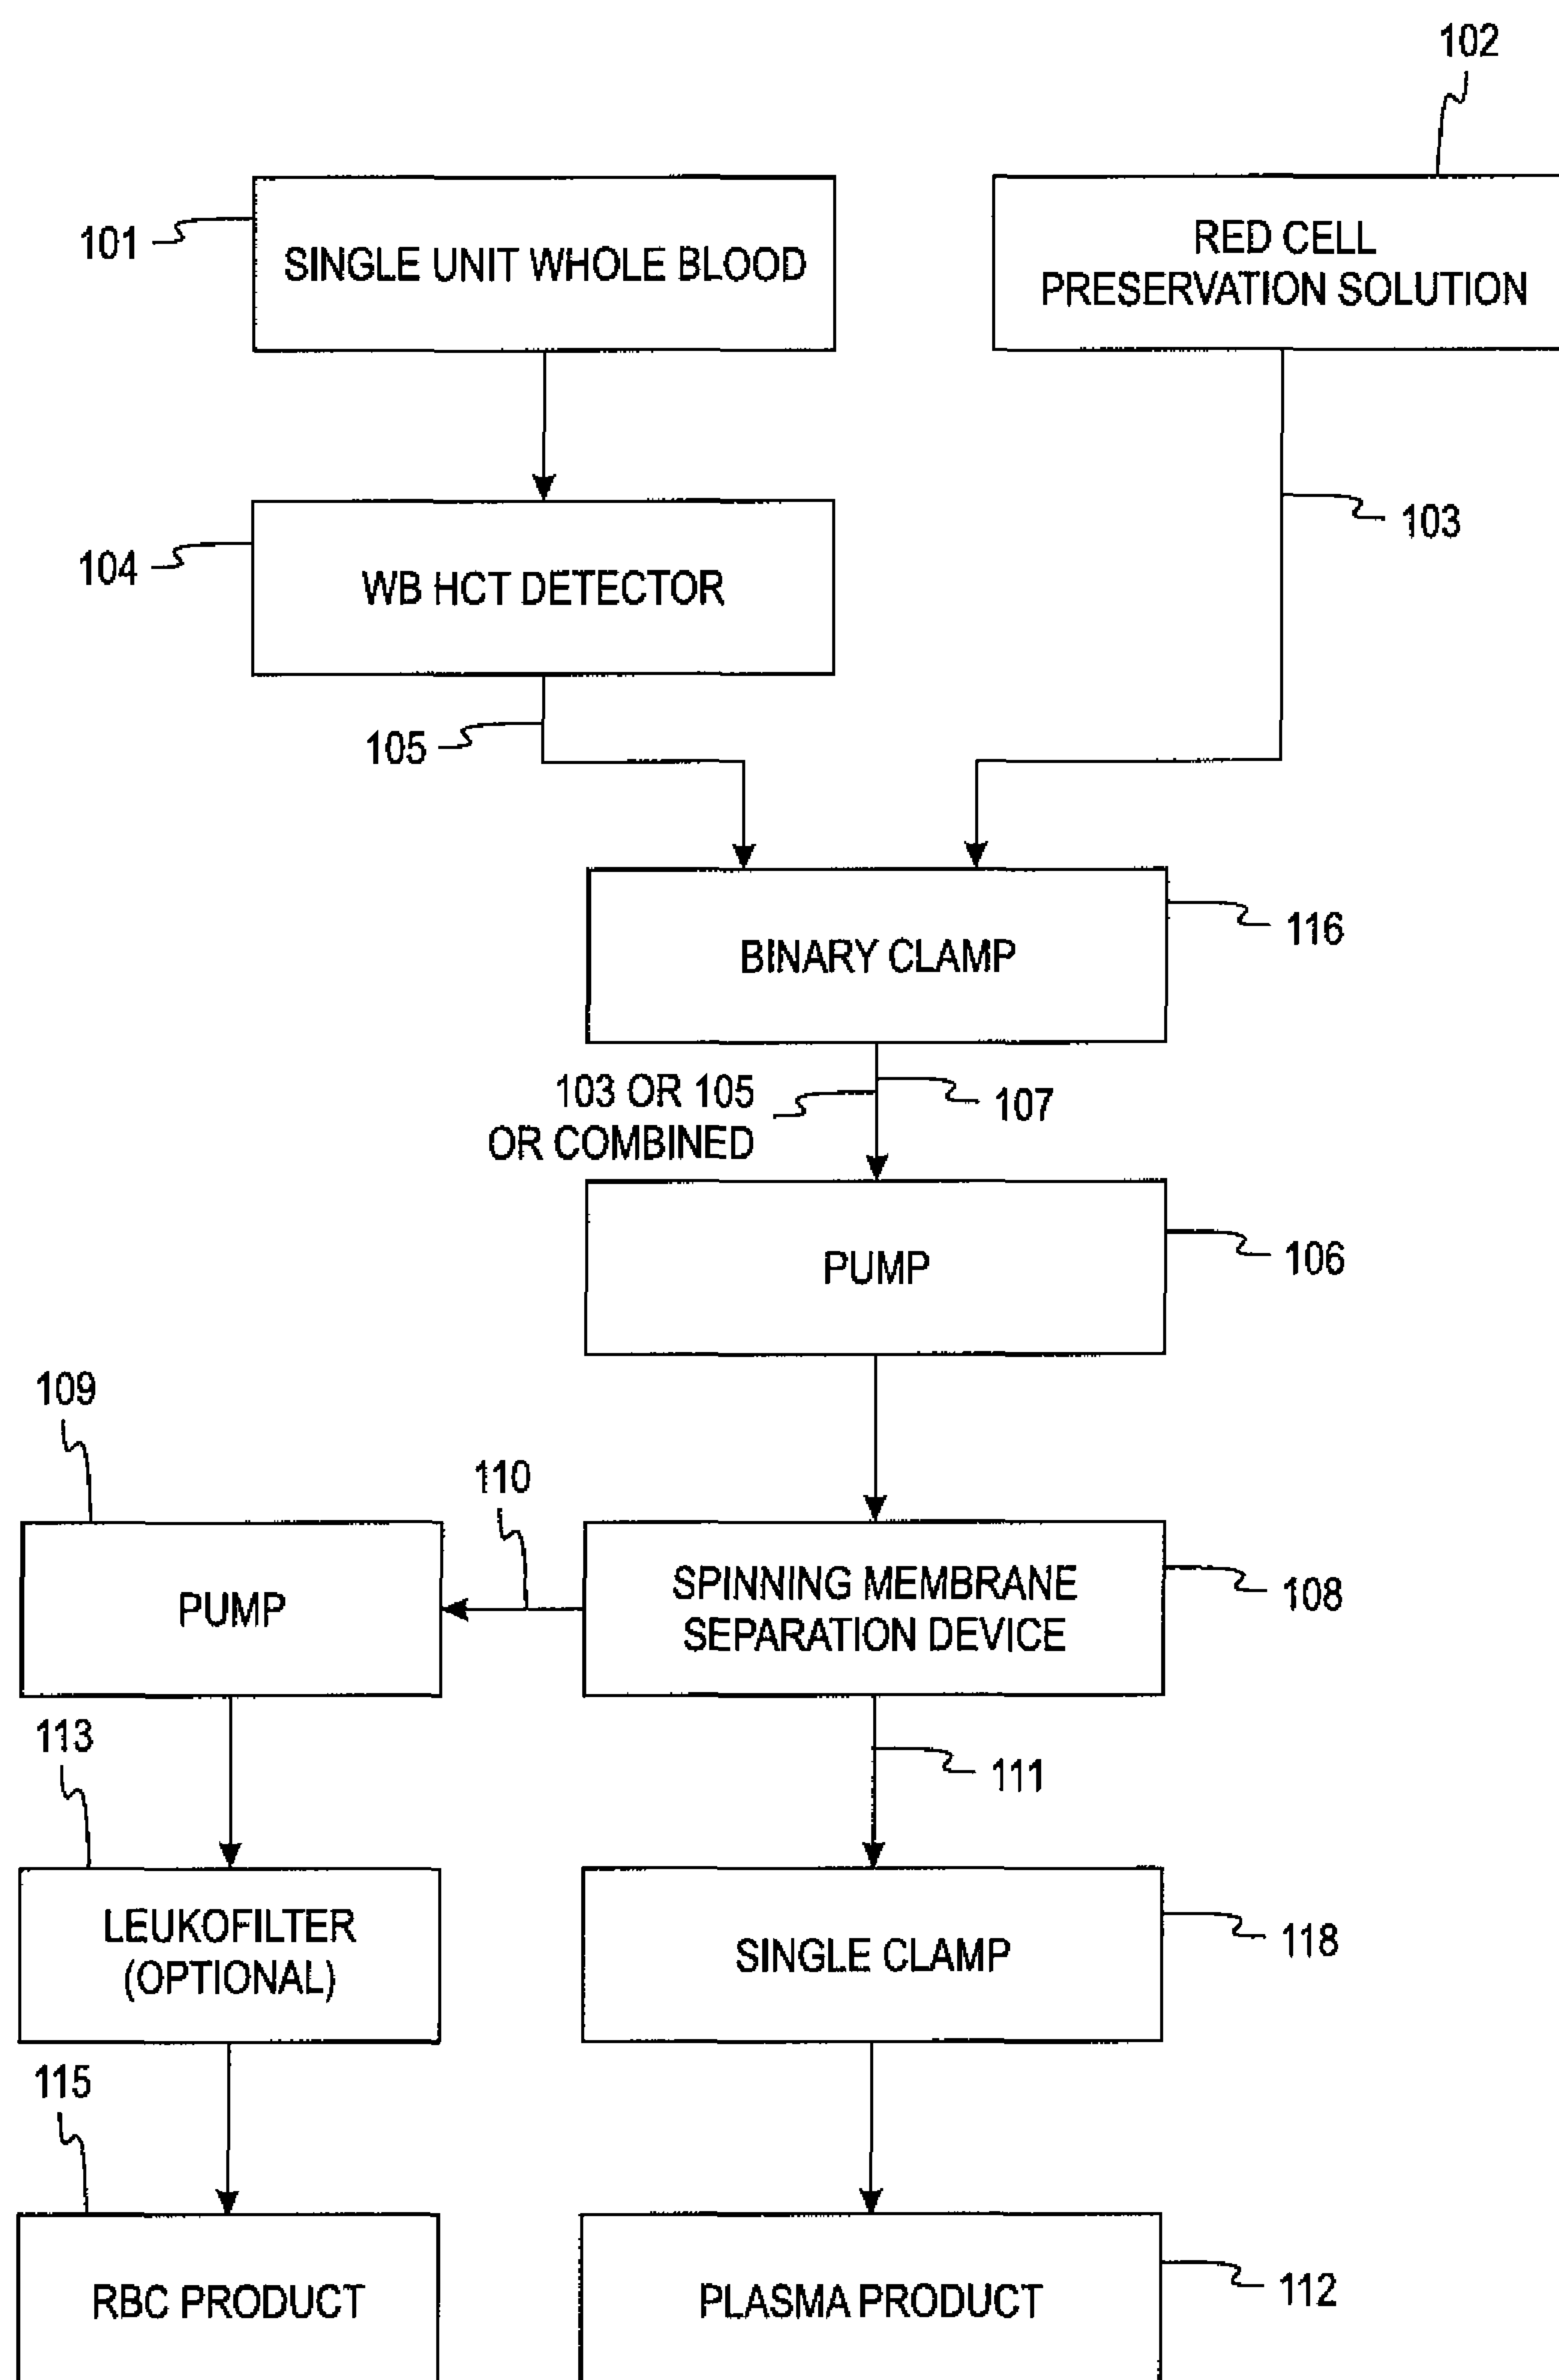 102
101
SINGLE UNIT WHOLE BLOOD
RED CELL
PRESERVATION SOLUTION
103
104
WB HCT DETECTOR
105
BINARY CLAMP
116
103 OR 105
OR COMBINED
107
PUMP
106
109
110
PUMP
SPINNING MEMBRANE
SEPARATION DEVICE
108
113
111
LEUKOFILTER
(OPTIONAL)
SINGLE CLAMP
118
115
RBC PRODUCT
PLASMA PRODUCT
112